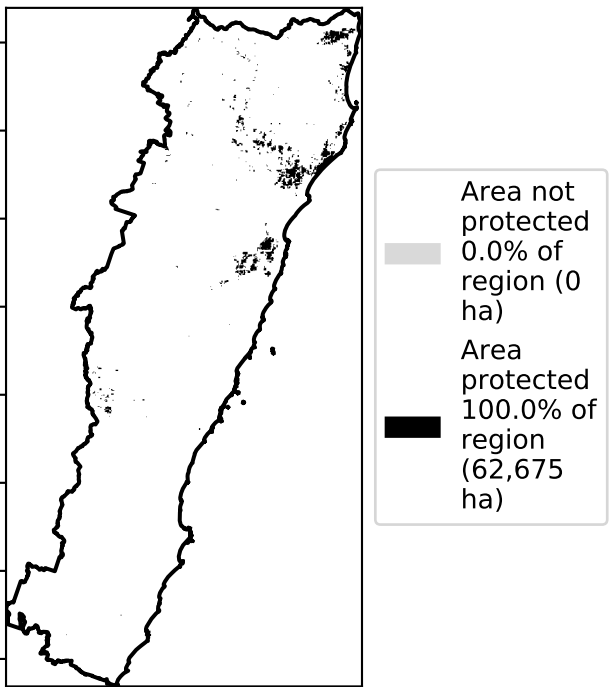 Area not
protected
0.0% of
region (0
ha)
Area
protected
100.0% of
region
(62,675
ha)